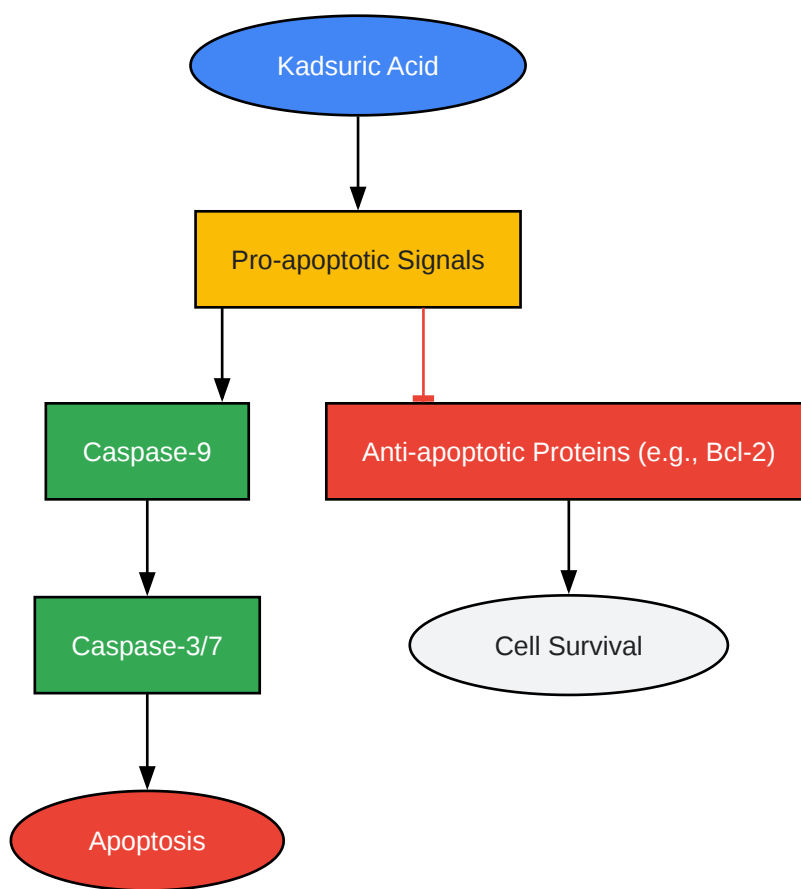 Kadsuric Acid
Pro-apoptotic Signals
Caspase-9
Anti-apoptotic Proteins (e.g., Bcl-2)
Caspase-3/7
Cell Survival
Apoptosis